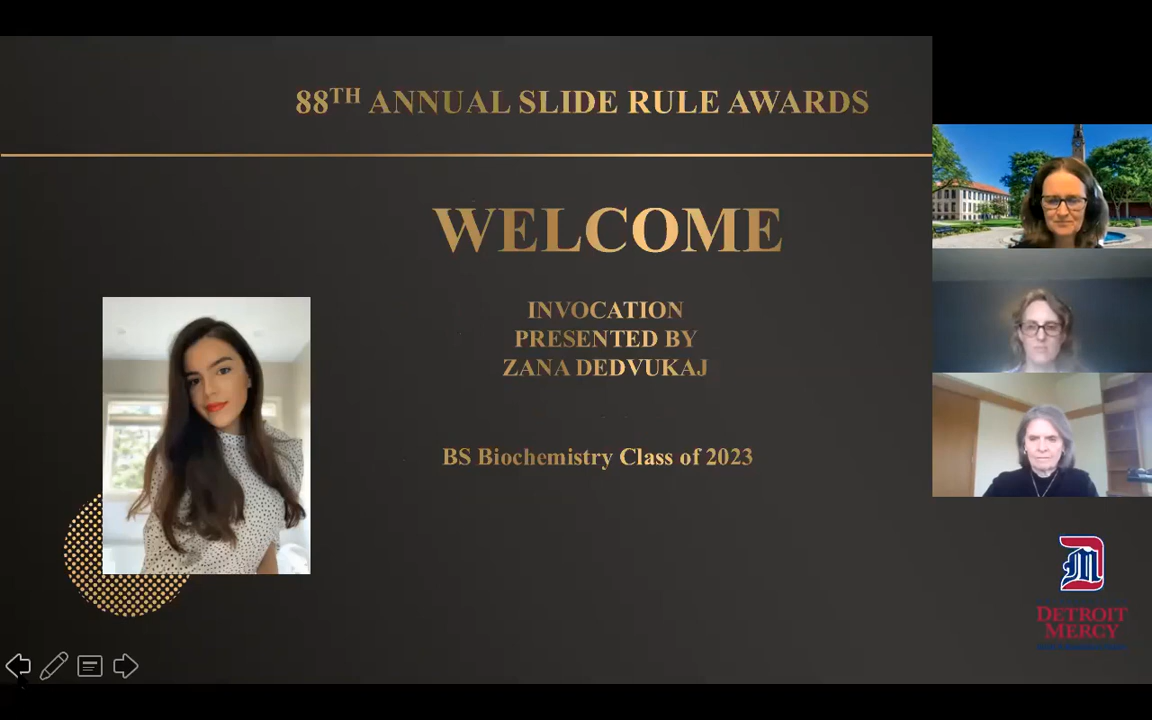 88TH ANNUAL SLIDE RULE AWARDS
WELCOME
INVOCATION
PRESENTED BY
ZANA DEDVUKAJ
BS Biochemistry Class of 2023
DETROIT
MERCY